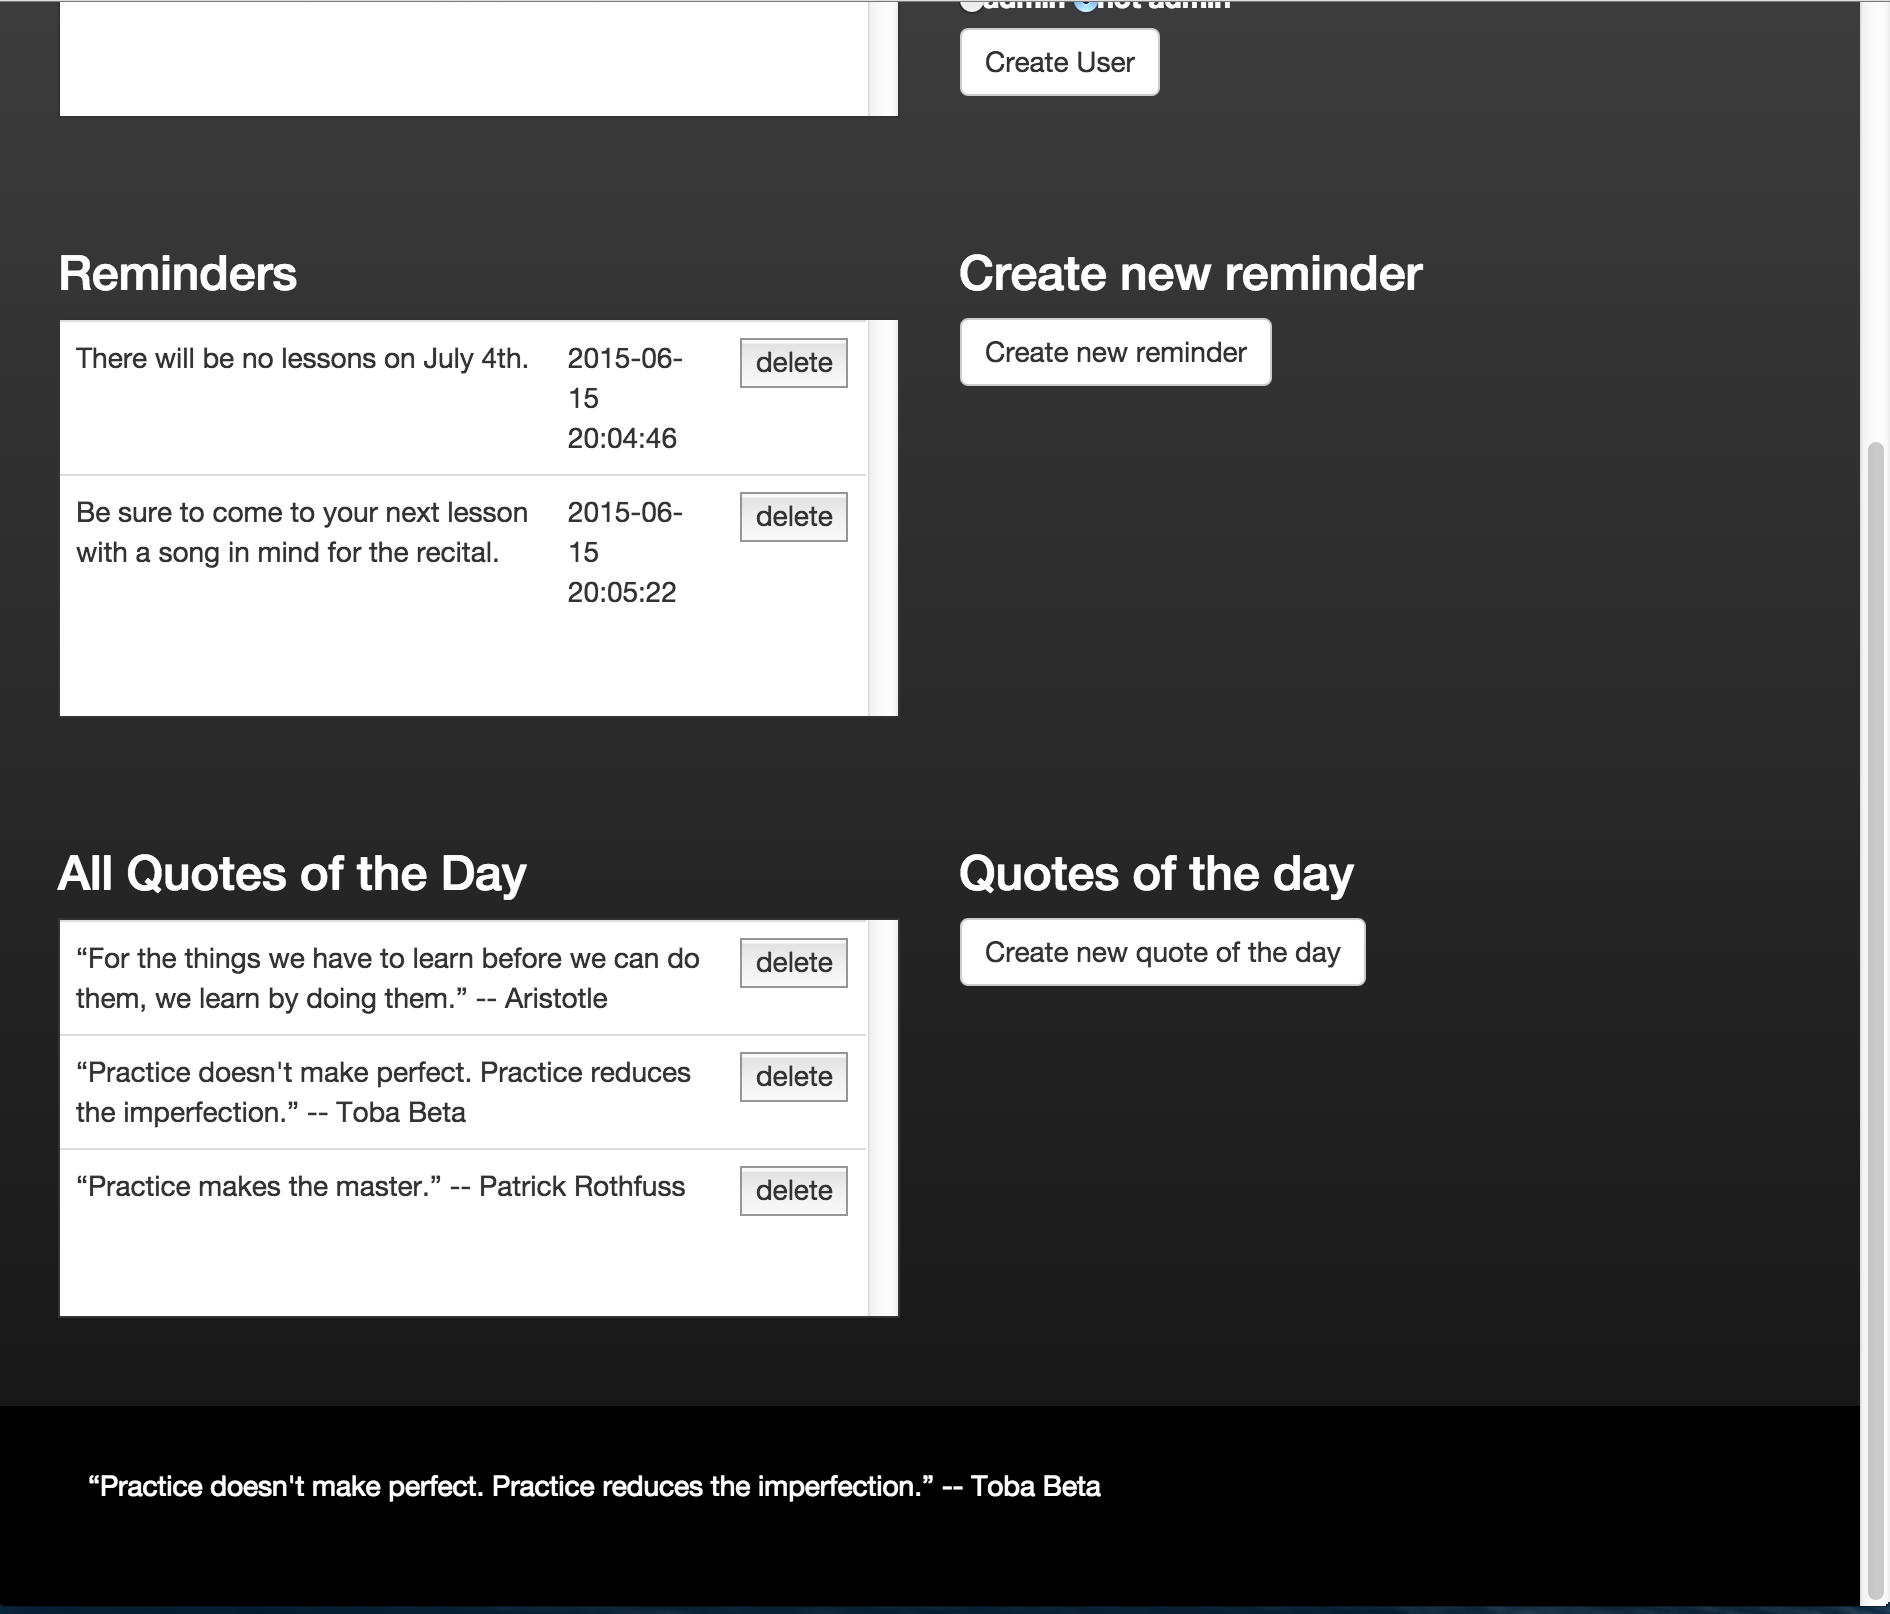 admin not admin
Create User
Reminders
Create new reminder
There will be no lessons on July 4th.
2015-06-
15
20:04:46
delete
Create new reminder
Be sure to come to your next lesson
with a song in mind for the recital.
2015-06-
15
20:05:22
delete
All Quotes of the Day
Quotes of the day
“For the things we have to learn before we can do
them, we learn by doing them.” -- Aristotle
delete
Create new quote of the day
“Practice doesn't make perfect. Practice reduces
the imperfection.” -- Toba Beta
delete
“Practice makes the master.” -- Patrick Rothfuss
delete
“Practice doesn't make perfect. Practice reduces the imperfection.” -- Toba Beta